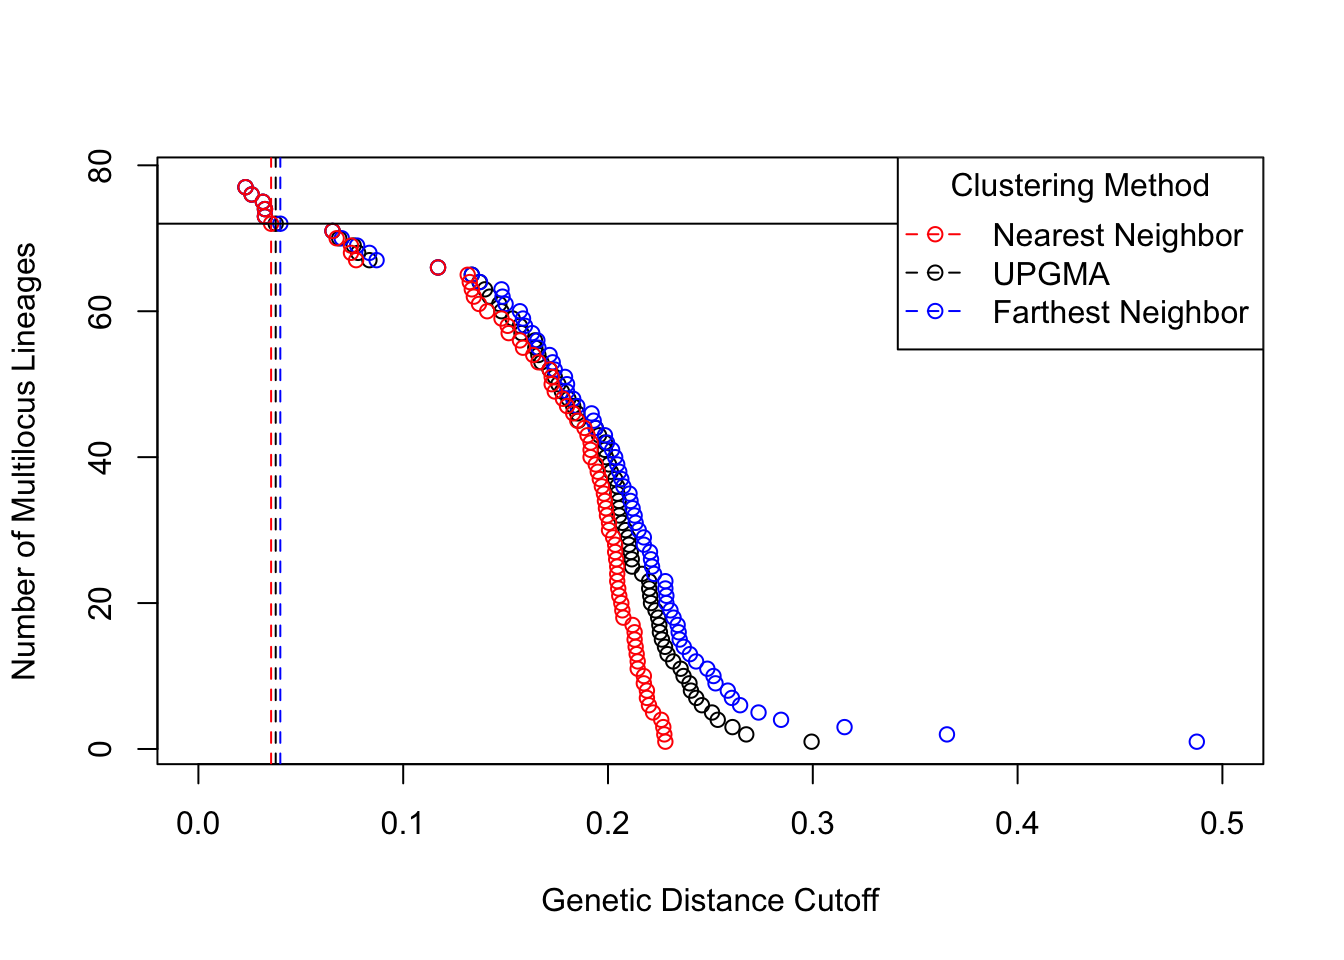 Clustering Method
Nearest Neighbor
UPGMA
Farthest Neighbor
Number of Multilocus Lineages
80
60
40
20
0
0.0 0.1 0.2 0.3 0.4 0.5
Genetic Distance Cutoff